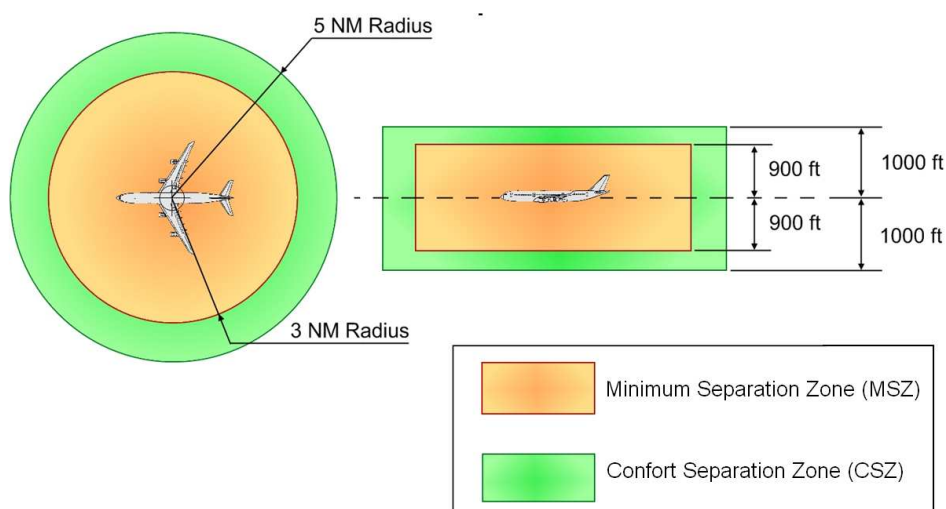 5 NM Radius
3 NM Radius
900 ft
900 ft
1000 ft
1000 ft
Minimum Separation Zone (MSZ)
Confort Separation Zone (CSZ)